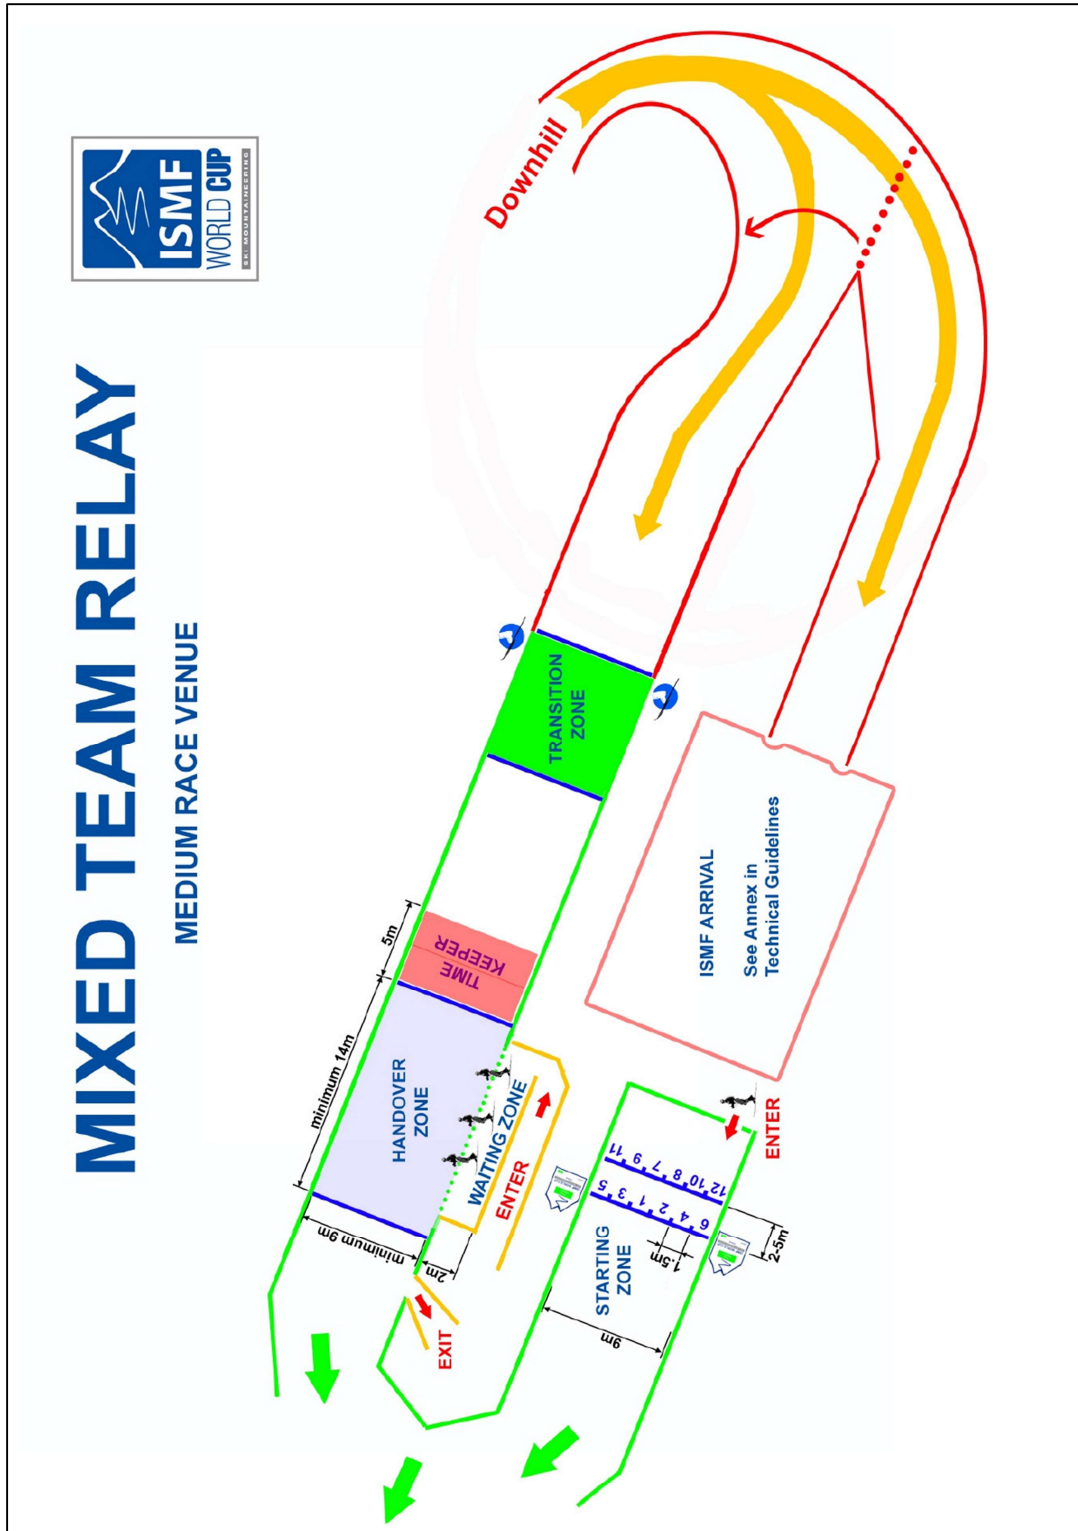 ISMF
WORLD CUP
SKI MOUNTAINEERING
MIXED TEAM RELAY
MEDIUM RACE VENUE
Downhill
TRANSITION
ZONE
5m
TIME
KEEPER
minimum 14m
HANDOVER
ZONE
WAITING ZONE
ENTER
minimum 9m
2m
EXIT
ISMF ARRIVAL
See Annex in
Technical Guidelines
ENTER
12 10 8 7 9 11
6 4 2 1 3 5
STARTING
ZONE
1.5m
2-5m
9m